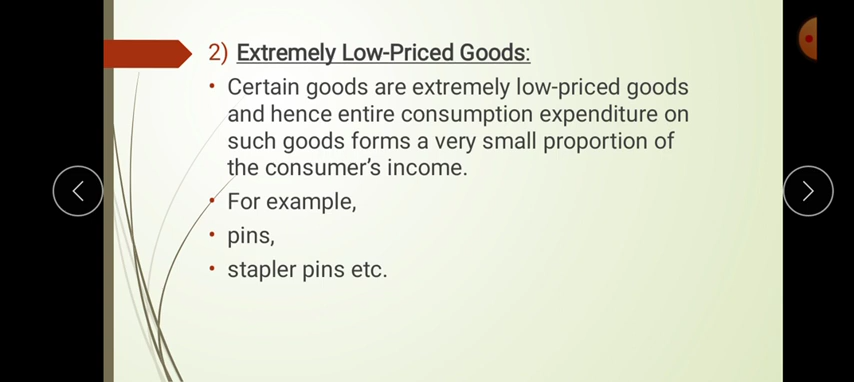 2) Extremely Low-Priced Goods:
• Certain goods are extremely low-priced goods
and hence entire consumption expenditure on
such goods forms a very small proportion of
the consumer's income.
• For example,
• pins,
• stapler pins etc.